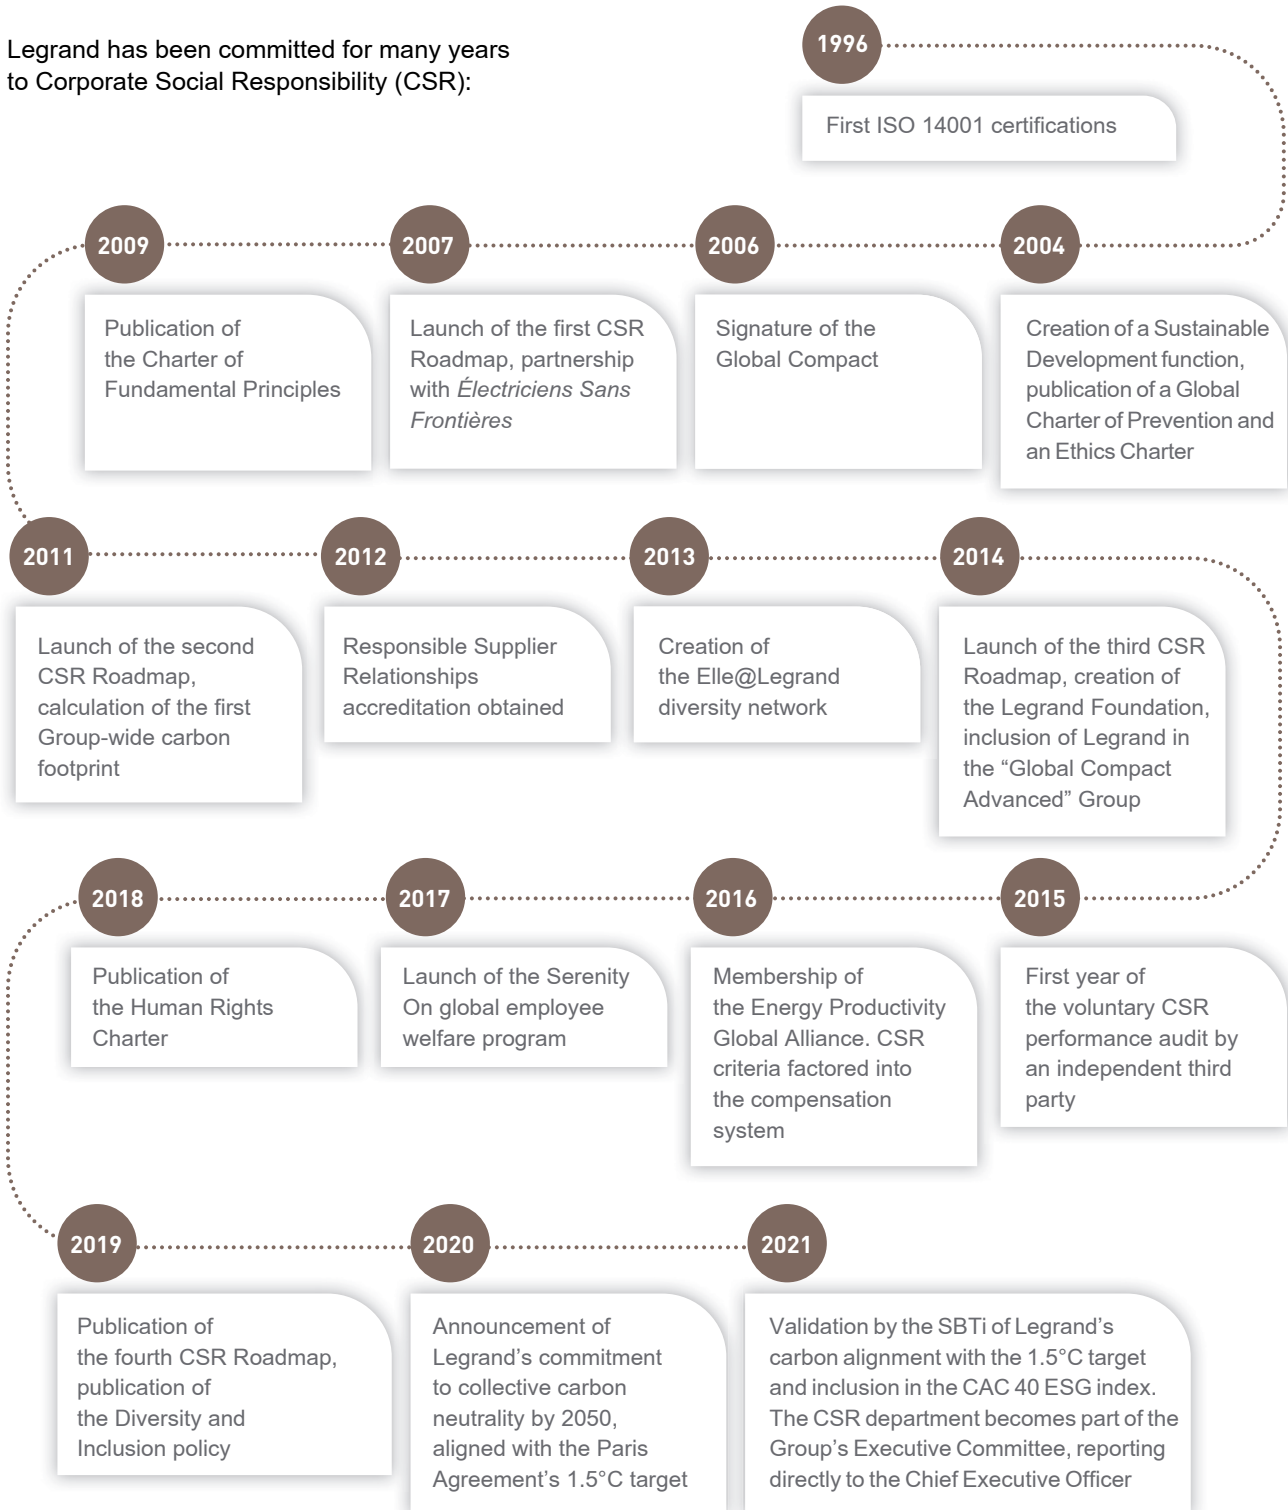 Legrand has been committed for many years
to Corporate Social Responsibility (CSR):
1996
First ISO 14001 certifications
2004
Creation of a Sustainable
Development function,
publication of a Global
Charter of Prevention and
an Ethics Charter
2006
Signature of the
Global Compact
2007
Launch of the first CSR
Roadmap, partnership
with Électriciens Sans
Frontières
2009
Publication of
the Charter of
Fundamental Principles
2011
Launch of the second
CSR Roadmap,
calculation of the first
Group-wide carbon
footprint
2012
Responsible Supplier
Relationships
accreditation obtained
2013
Creation of
the Elle@Legrand
diversity network
2014
Launch of the third CSR
Roadmap, creation of
the Legrand Foundation,
inclusion of Legrand in
the “Global Compact
Advanced” Group
2015
First year of
the voluntary CSR
performance audit by
an independent third
party
2016
Membership of
the Energy Productivity
Global Alliance. CSR
criteria factored into
the compensation
system
2017
Launch of the Serenity
On global employee
welfare program
2018
Publication of
the Human Rights
Charter
2019
Publication of
the fourth CSR Roadmap,
publication of
the Diversity and
Inclusion policy
2020
Announcement of
Legrand’s commitment
to collective carbon
neutrality by 2050,
aligned with the Paris
Agreement’s 1.5°C target
2021
Validation by the SBTi of Legrand’s
carbon alignment with the 1.5°C target
and inclusion in the CAC 40 ESG index.
The CSR department becomes part of the
Group’s Executive Committee, reporting
directly to the Chief Executive Officer